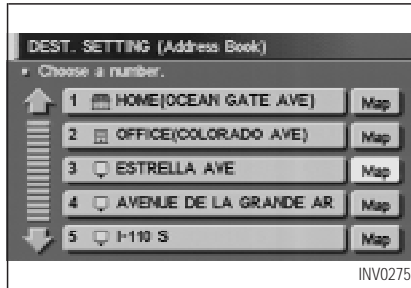 DEST. SETTING (Address Book)
Choose a number.
1 HOME(OCEAN GATE AVE) Map
2 OFFICE(COLORADO AVE) Map
3 ESTRELLA AVE Map
4 AVENUE DE LA GRANDE AR Map
5 I-110 S Map
INV0275